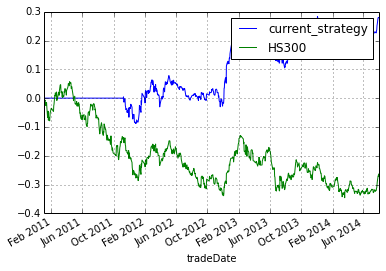 0.3
0.2
0.1
0.0
−0.1
−0.2
−0.3
−0.4
current_strategy
HS300
Feb 2011
Jun 2011
Oct 2011
Feb 2012
Jun 2012
Oct 2012
Feb 2013
Jun 2013
Oct 2013
Feb 2014
Jun 2014
tradeDate